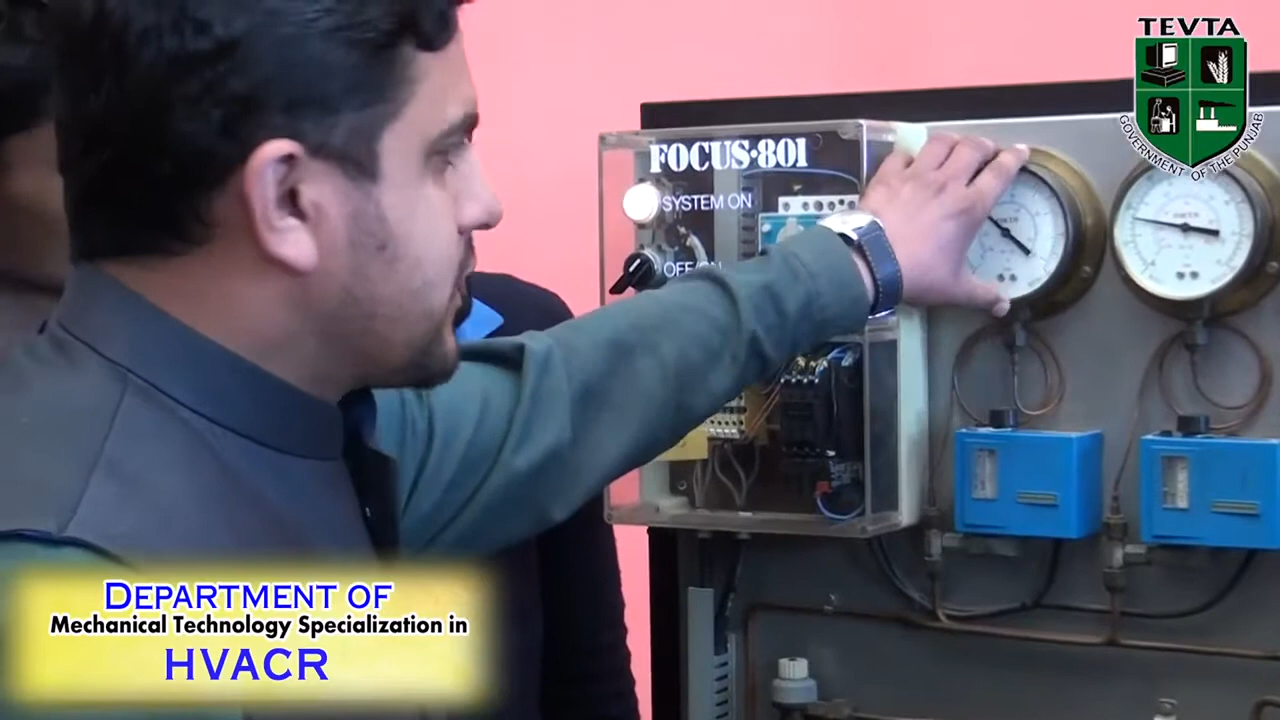 TEVTA
GOVERNMENT OF THE PUNJAB
FOCUS·801
SYSTEM ON
OFF/ON
DEPARTMENT OF
Mechanical Technology Specialization in
HVACR